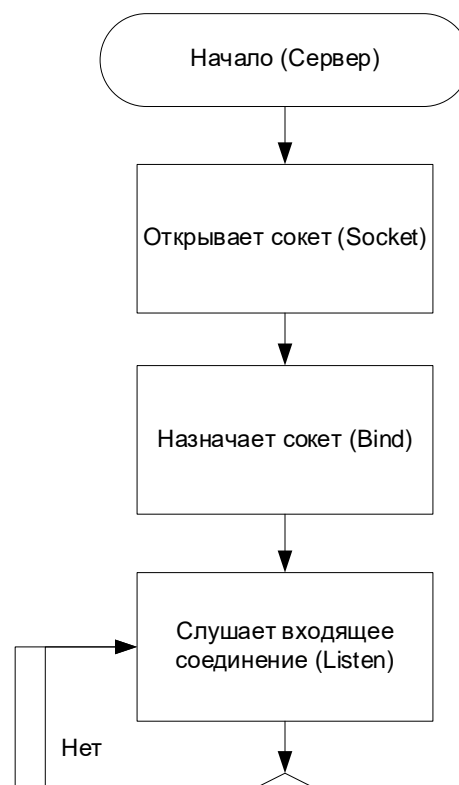 Начало (Сервер)
Открывает сокет (Socket)
Назначает сокет (Bind)
Слушает входящее
соединение (Listen)
Нет